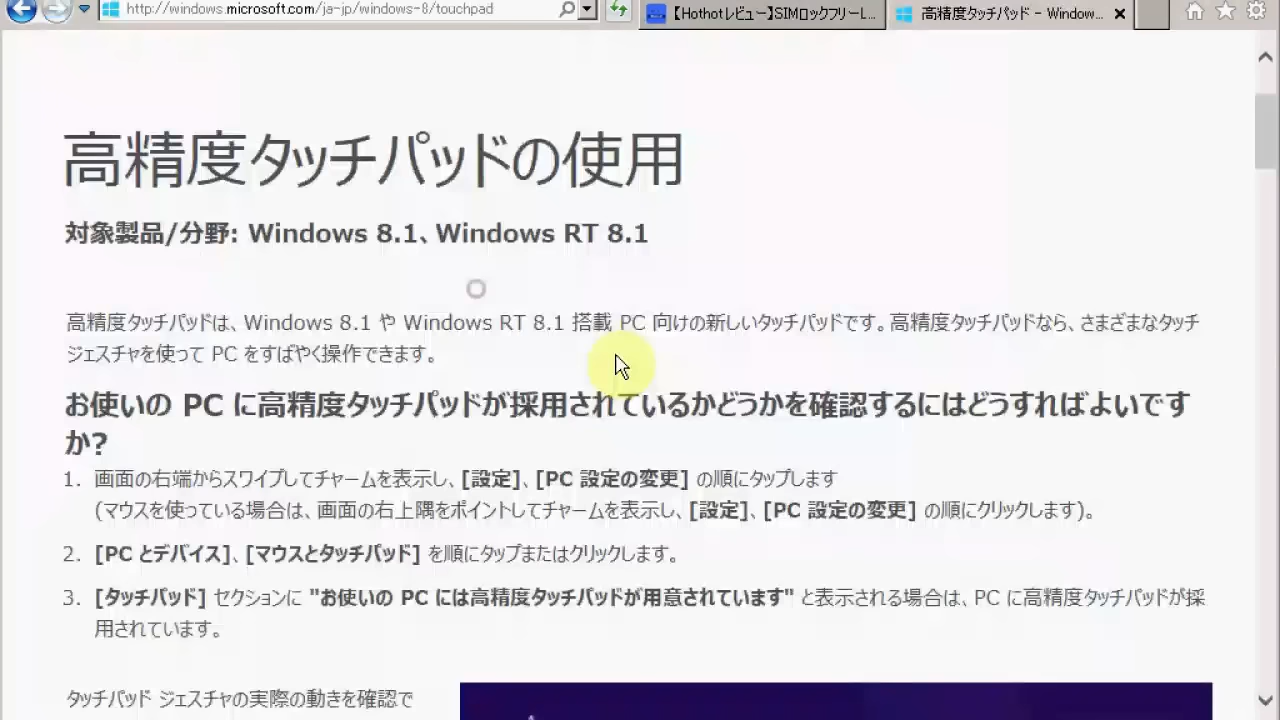 http://windows.microsoft.com/ja-jp/windows-8/touchpad
【Hothotレビュー】SIMロックフリーL...
高精度タッチパッド - Window...
高精度タッチパッドの使用
対象製品/分野: Windows 8.1、Windows RT 8.1
高精度タッチパッドは、Windows 8.1 や Windows RT 8.1 搭載 PC 向けの新しいタッチパッドです。高精度タッチパッドなら、さまざまなタッチ
ジェスチャを使って PC をすばやく操作できます。
お使いの PC に高精度タッチパッドが採用されているかどうかを確認するにはどうすればよいです
か?
1. 画面の右端からスワイプしてチャームを表示し、[設定]、[PC 設定の変更] の順にタップします
(マウスを使っている場合は、画面の右上隅をポイントしてチャームを表示し、[設定]、[PC 設定の変更] の順にクリックします)。
2. [PC とデバイス]、[マウスとタッチパッド] を順にタップまたはクリックします。
3. [タッチパッド] セクションに "お使いの PC には高精度タッチパッドが用意されています" と表示される場合は、PC に高精度タッチパッドが採
用されています。
タッチパッド ジェスチャの実際の動きを確認で